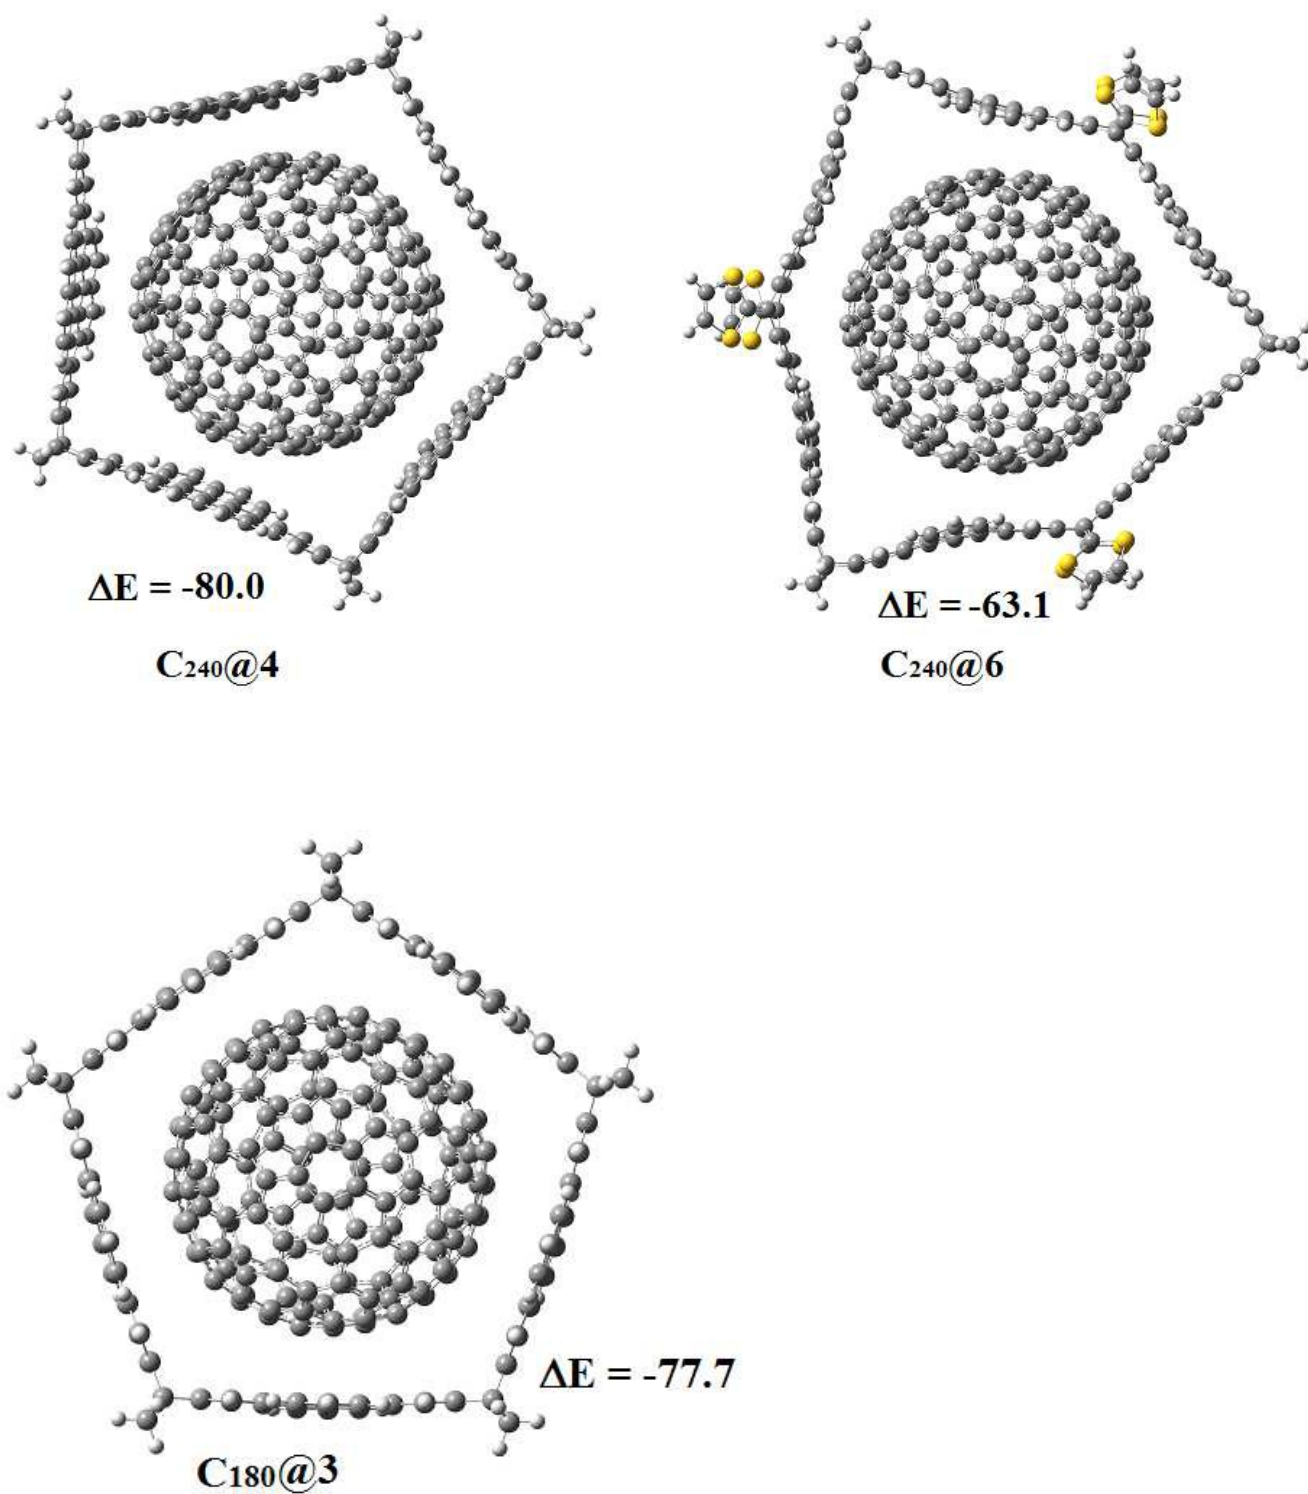 ΔE = -80.0
C₂₄₀@4
ΔE = -63.1
C₂₄₀@6
ΔE = -77.7
C₁₈₀@3